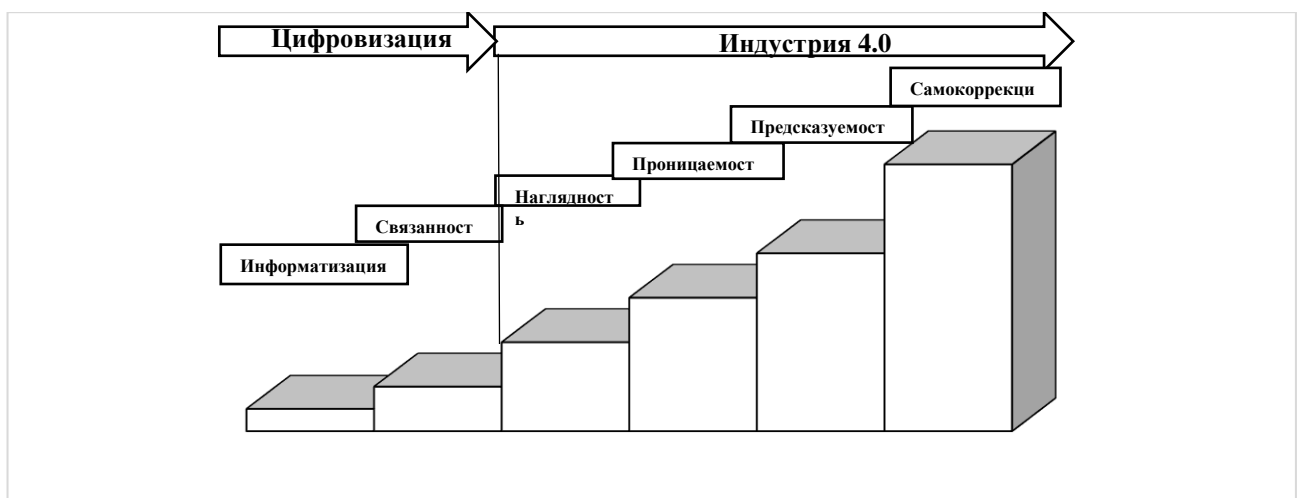 Цифровизация
Индустрия 4.0
Самокоррекци
Предсказуемост
Проницаемост
Наглядност
ь
Связанност
Информатизация